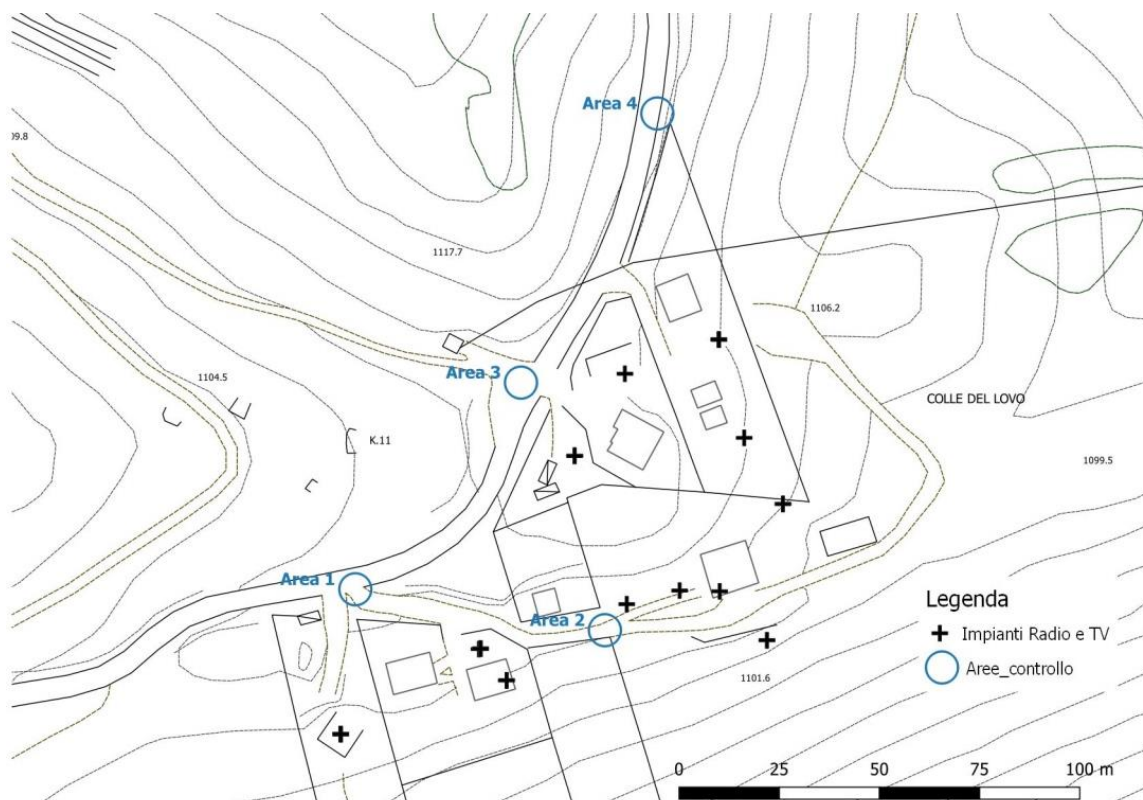 Area 4
09.8
1117.7
1106.2
Area 3
1104.5
COLLE DEL LOVO
K.11
1099.5
Area 1
Area 2
Legenda
Impianti Radio e TV
Aree_controllo
1101.6
0 25 50 75 100 m